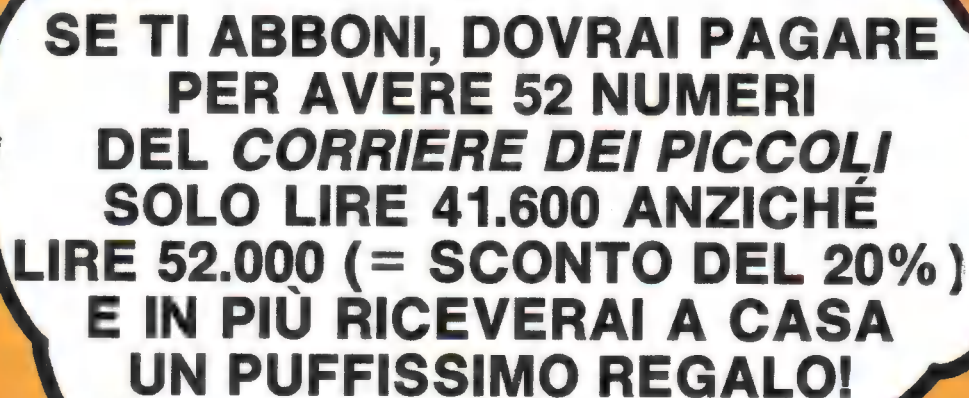 SE TI ABBONI, DOVRAI PAGARE
PER AVERE 52 NUMERI
DEL CORRIERE DEI PICCOLI
SOLO LIRE 41.600 ANZICHÉ
LIRE 52.000 (= SCONTO DEL 20%)
E IN PIÙ RICEVERAI A CASA
UN PUFFISSIMO REGALO!